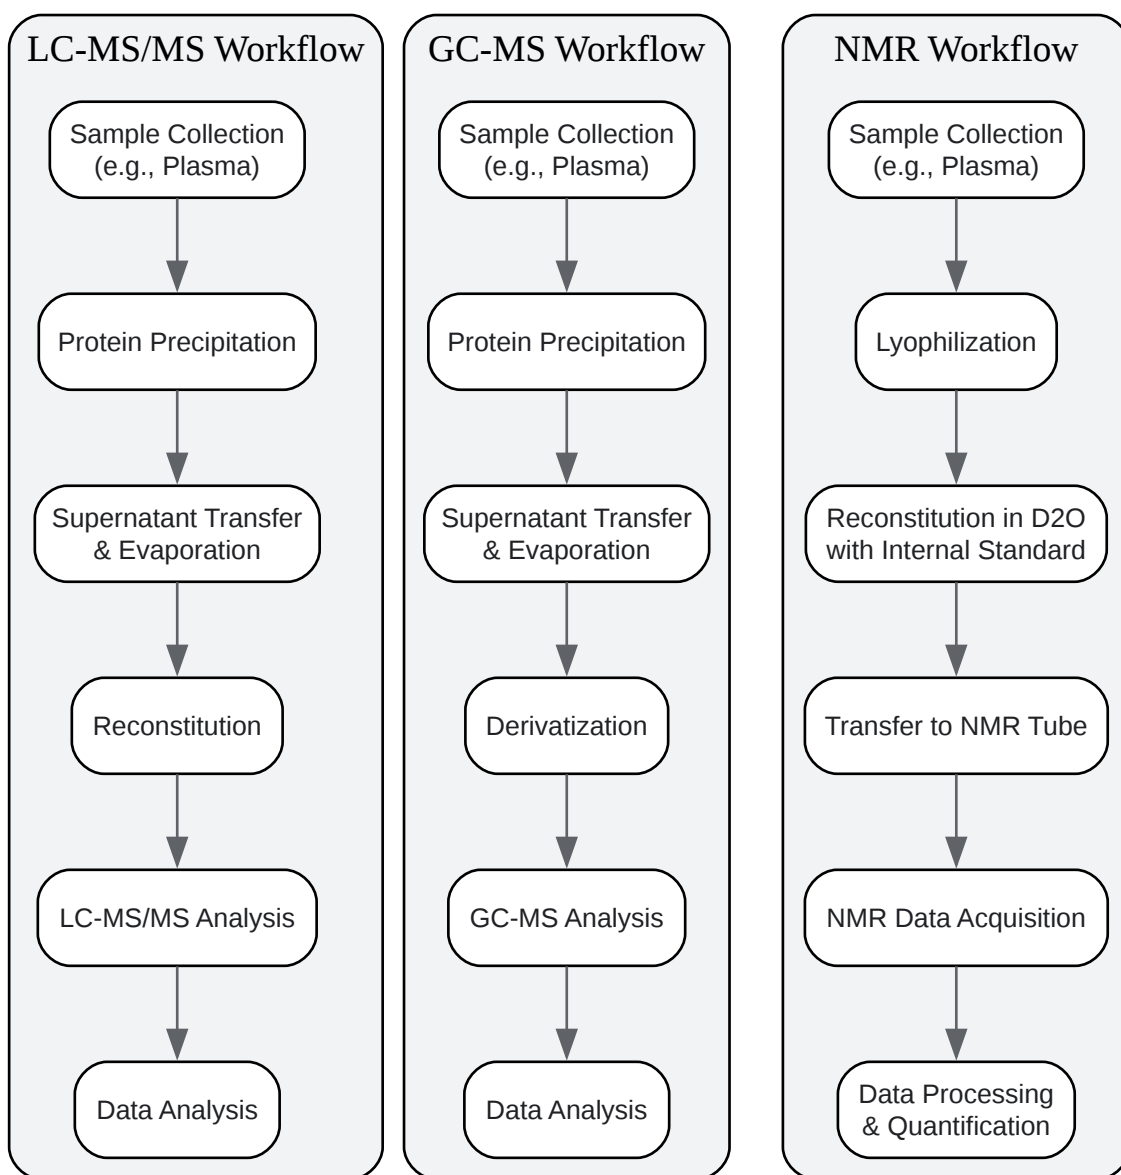 LC-MS/MS Workflow
Sample Collection
(e.g., Plasma)
Protein Precipitation
Supernatant Transfer
& Evaporation
Reconstitution
LC-MS/MS Analysis
Data Analysis
GC-MS Workflow
Sample Collection
(e.g., Plasma)
Protein Precipitation
Supernatant Transfer
& Evaporation
Derivatization
GC-MS Analysis
Data Analysis
NMR Workflow
Sample Collection
(e.g., Plasma)
Lyophilization
Reconstitution in D2O
with Internal Standard
Transfer to NMR Tube
NMR Data Acquisition
Data Processing
& Quantification